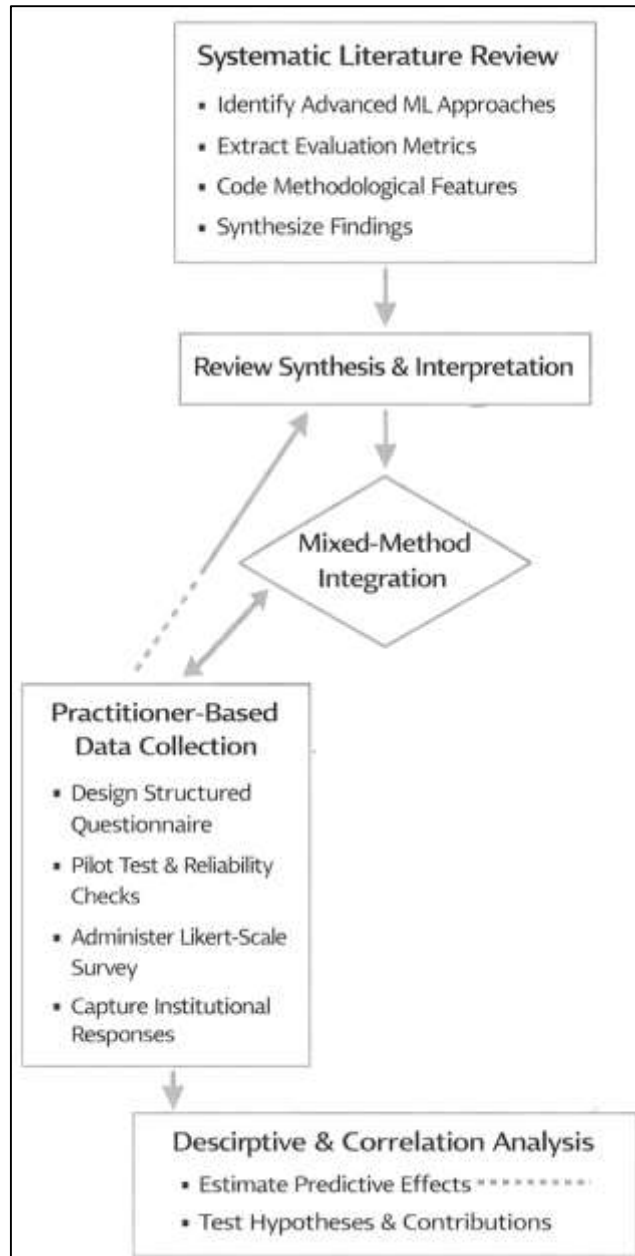 Systematic Literature Review
▪ Identify Advanced ML Approaches
▪ Extract Evaluation Metrics
▪ Code Methodological Features
▪ Synthesize Findings
Review Synthesis & Interpretation
Mixed-Method
Integration
Practitioner-Based
Data Collection
▪ Design Structured
Questionnaire
▪ Pilot Test & Reliability
Checks
▪ Administer Likert-Scale
Survey
▪ Capture Institutional
Responses
Descirptive & Correlation Analysis
▪ Estimate Predictive Effects
▪ Test Hypotheses & Contributions